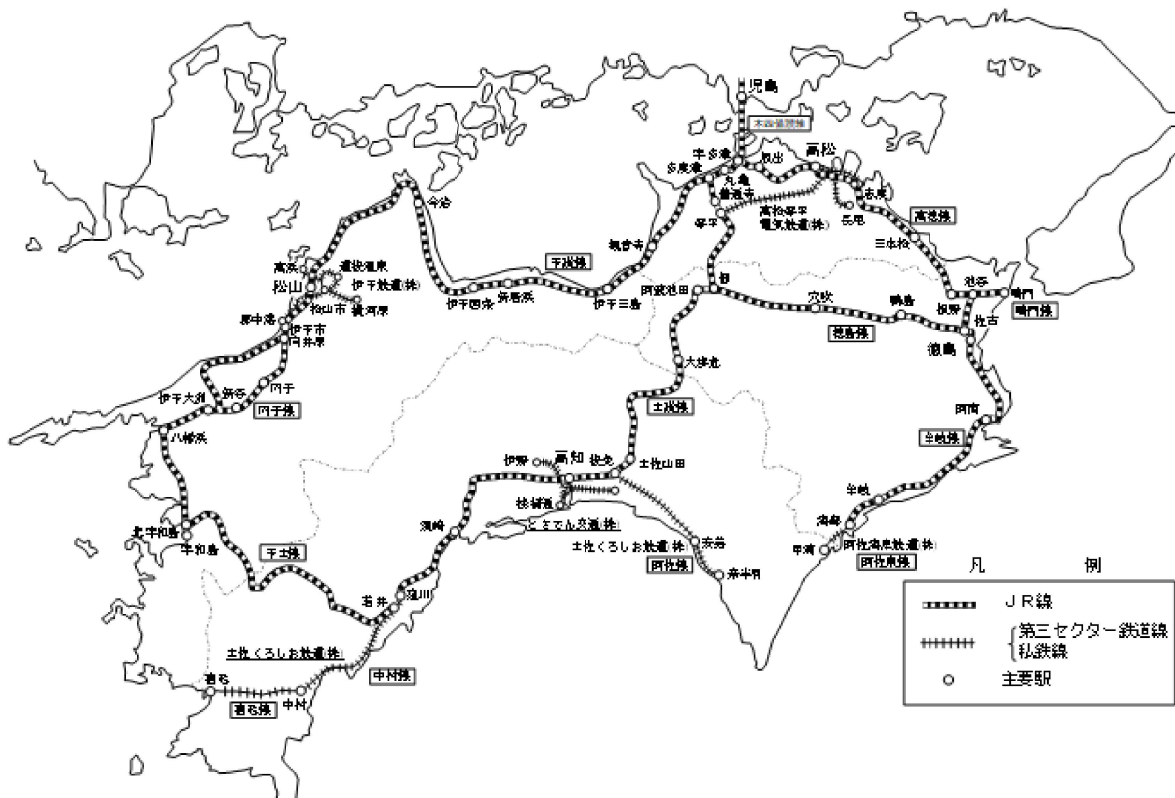 児島
本四備讃線
宇多津
坂出
高松
多度津
丸亀
善通寺
志度
今治
琴平
高松琴平
電気鉄道(株)
長尾
高徳線
三本松
観音寺
高浜
道後温泉
伊予鉄道(株)
松山
予讃線
松山市
横河原
伊予西条
新居浜
伊予三島
阿波池田
佃
穴吹
鴨島
池谷
鳴門
板野
佐古
鳴門線
徳島線
徳島
郡中港
伊予市
向井原
大歩危
伊予大洲
新谷
内子
内子線
土讃線
阿南
牟岐線
八幡浜
伊野
高知
後免
土佐山田
桟橋通
とさでん交通(株)
牟岐
海部
北宇和島
宇和島
須崎
土佐くろしお鉄道(株)
安芸
阿佐線
奈半利
甲浦
阿佐海岸鉄道(株)
阿佐東線
予土線
若井
窪川
土佐くろしお鉄道(株)
中村線
宿毛
宿毛線
中村
凡 例
JR線
第三セクター鉄道線
私鉄線
主要駅